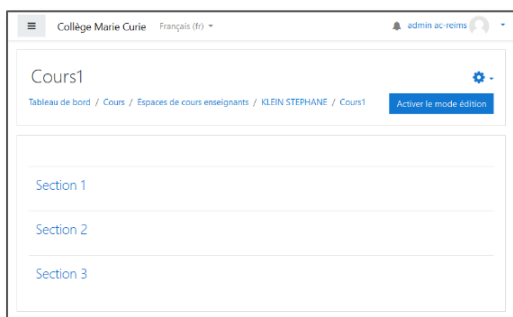 Collège Marie Curie Français (fr) admin ac-reims
Cours1
Tableau de bord / Cours / Espaces de cours enseignants / KLEIN STEPHANE / Cours1 Activer le mode édition
Section 1
Section 2
Section 3